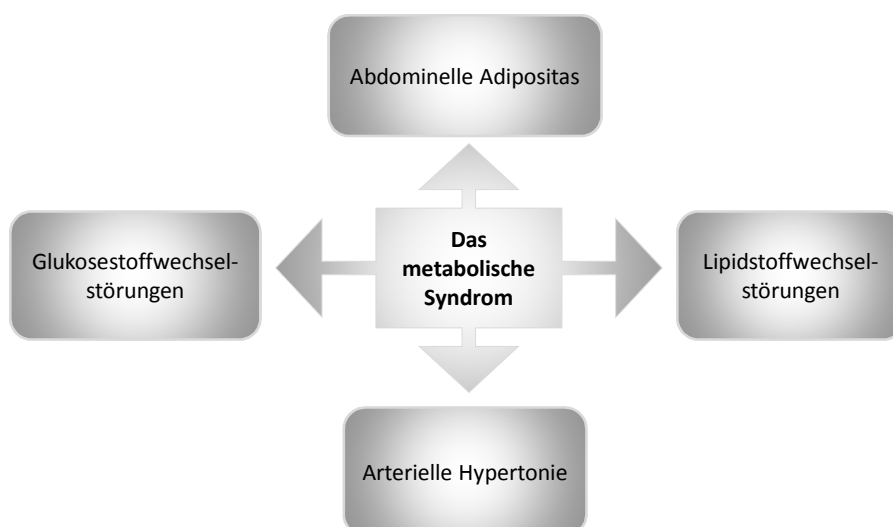 Abdominelle Adipositas
Glukosestoffwechsel-
störungen
Das
metabolische
Syndrom
Lipidstoffwechsel-
störungen
Arterielle Hypertonie